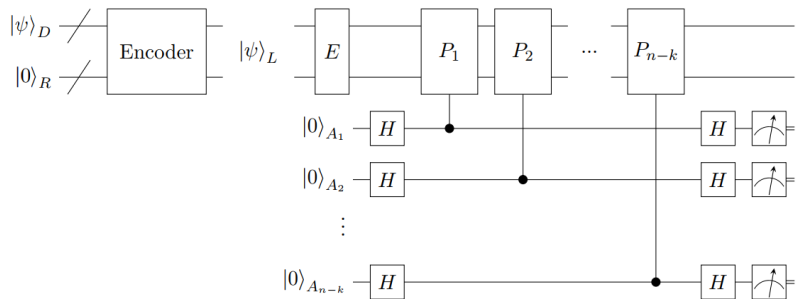 |ψ⟩_D Encoder |ψ⟩_L E P_1 P_2 ... P_{n−k}
|0⟩_R
|0⟩_{A_1} H H
|0⟩_{A_2} H H
⋮
|0⟩_{A_{n−k}} H H